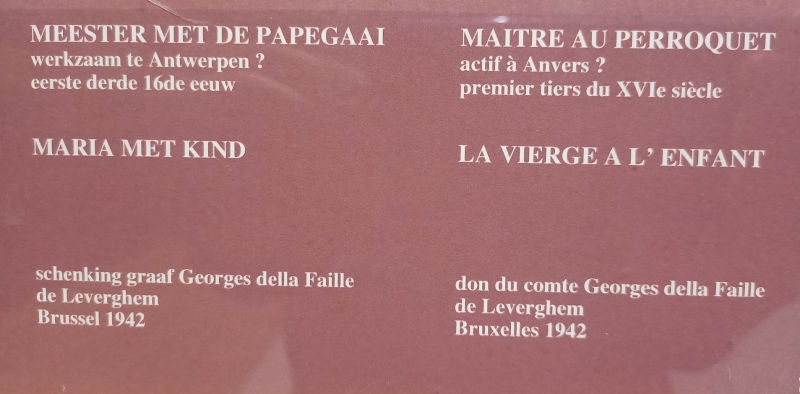 MEESTER MET DE PAPEGAAI
werkzaam te Antwerpen ?
eerste derde 16de eeuw
MARIA MET KIND
schenking graaf Georges della Faille
de Leverghem
Brussel 1942
MAITRE AU PERROQUET
actif à Anvers ?
premier tiers du XVIe siècle
LA VIERGE A L' ENFANT
don du comte Georges della Faille
de Leverghem
Bruxelles 1942